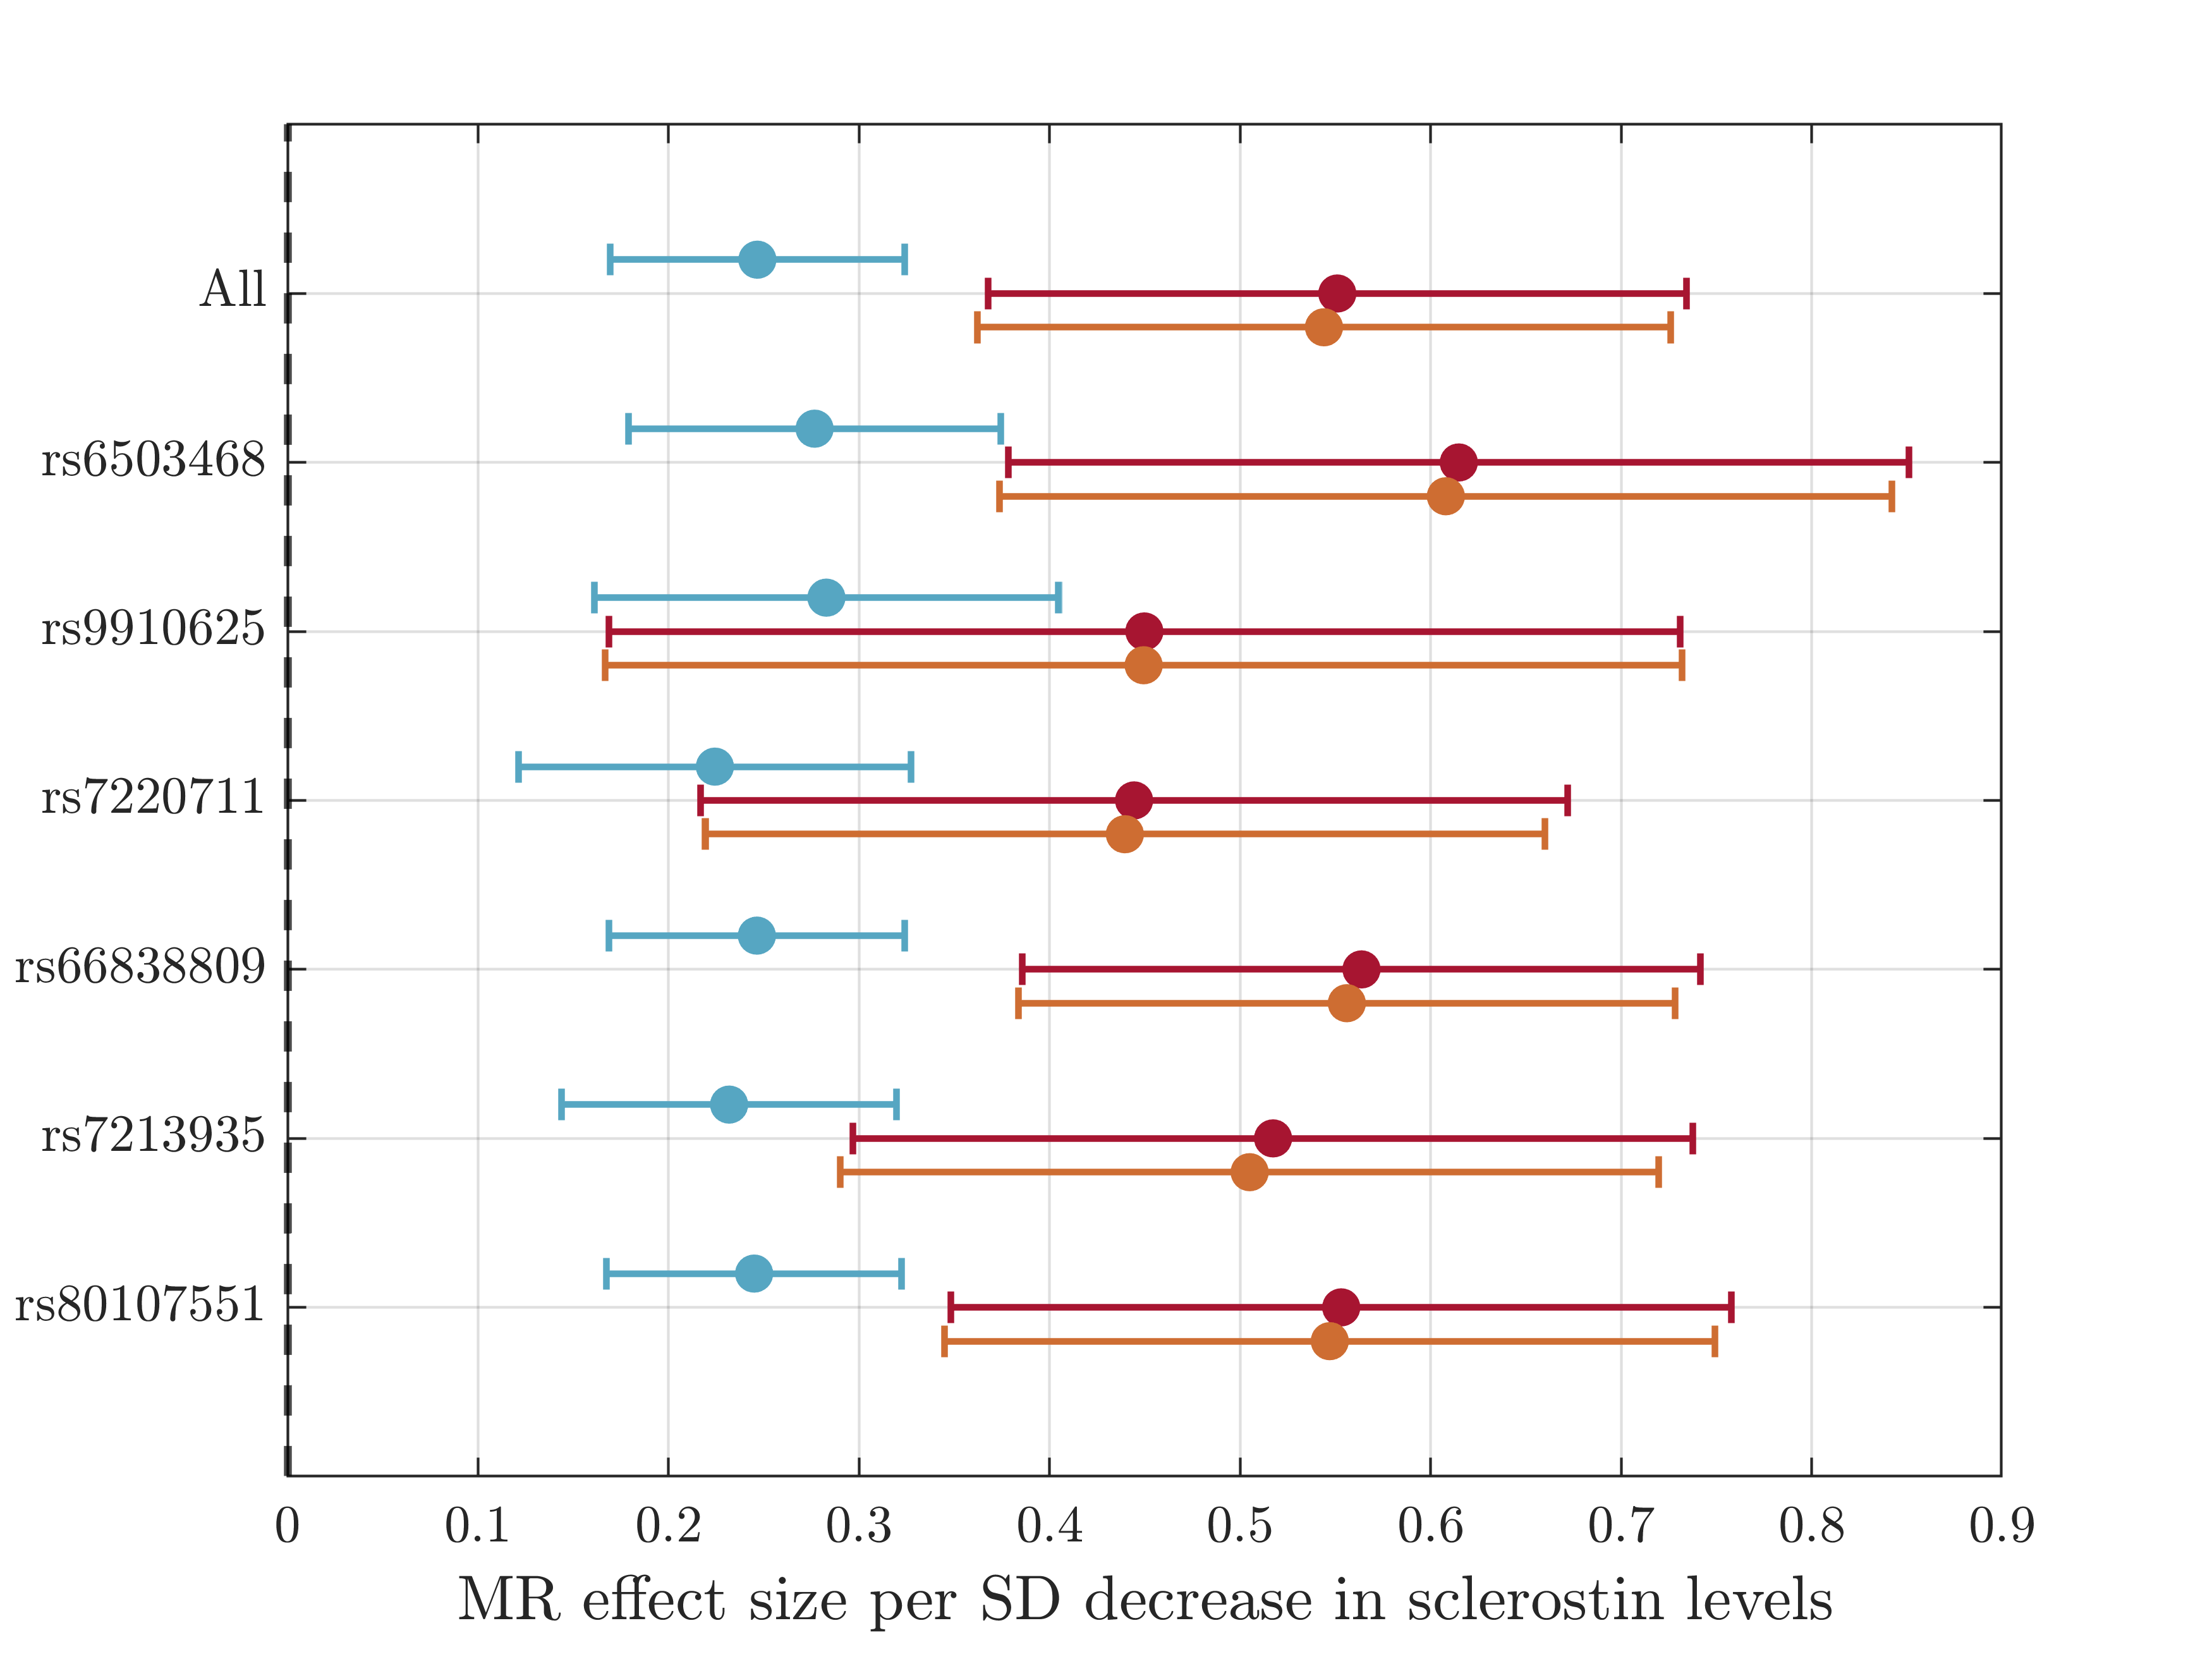 All
rs6503468
rs9910625
rs7220711
rs66838809
rs7213935
rs80107551
0 0.1 0.2 0.3 0.4 0.5 0.6 0.7 0.8 0.9
MR effect size per SD decrease in sclerostin levels